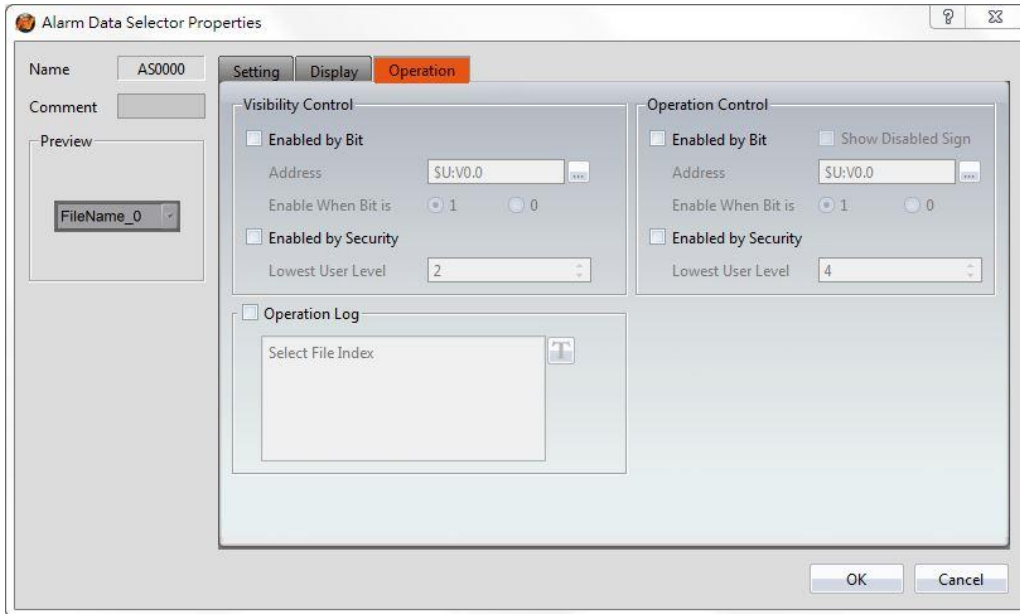 Alarm Data Selector Properties
Name AS0000
Comment
Preview
FileName_0
Setting Display Operation
Visibility Control
Enabled by Bit
Address $U:V0.0 ...
Enable When Bit is 1 0
Enabled by Security
Lowest User Level 2
Operation Control
Enabled by Bit Show Disabled Sign
Address $U:V0.0 ...
Enable When Bit is 1 0
Enabled by Security
Lowest User Level 4
Operation Log
Select File Index
T
OK Cancel